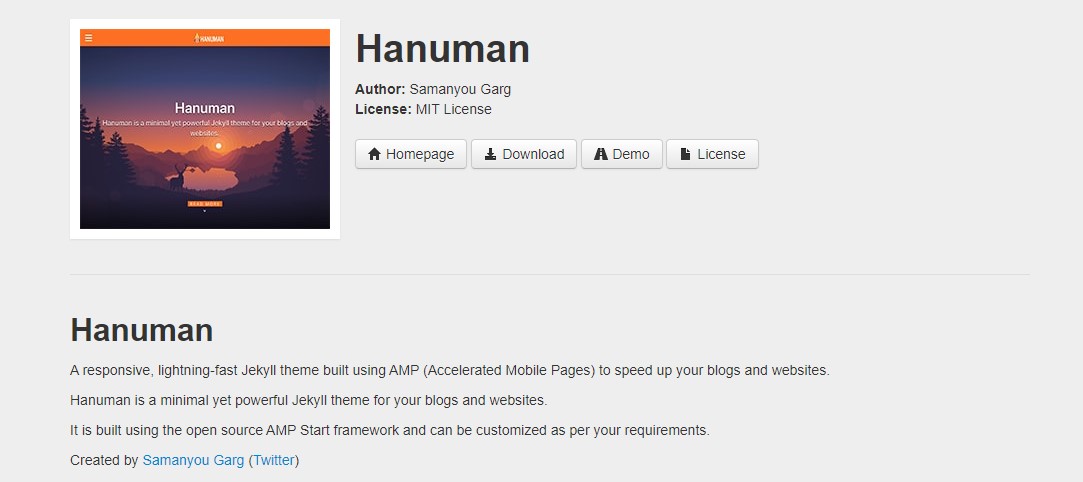 HANUMAN
Hanuman
Hanuman is a minimal yet powerful Jekyll theme for your blogs and
websites.
READ MORE
Hanuman
Author: Samanyou Garg
License: MIT License
Homepage Download Demo License
Hanuman
A responsive, lightning-fast Jekyll theme built using AMP (Accelerated Mobile Pages) to speed up your blogs and websites.
Hanuman is a minimal yet powerful Jekyll theme for your blogs and websites.
It is built using the open source AMP Start framework and can be customized as per your requirements.
Created by Samanyou Garg (Twitter)